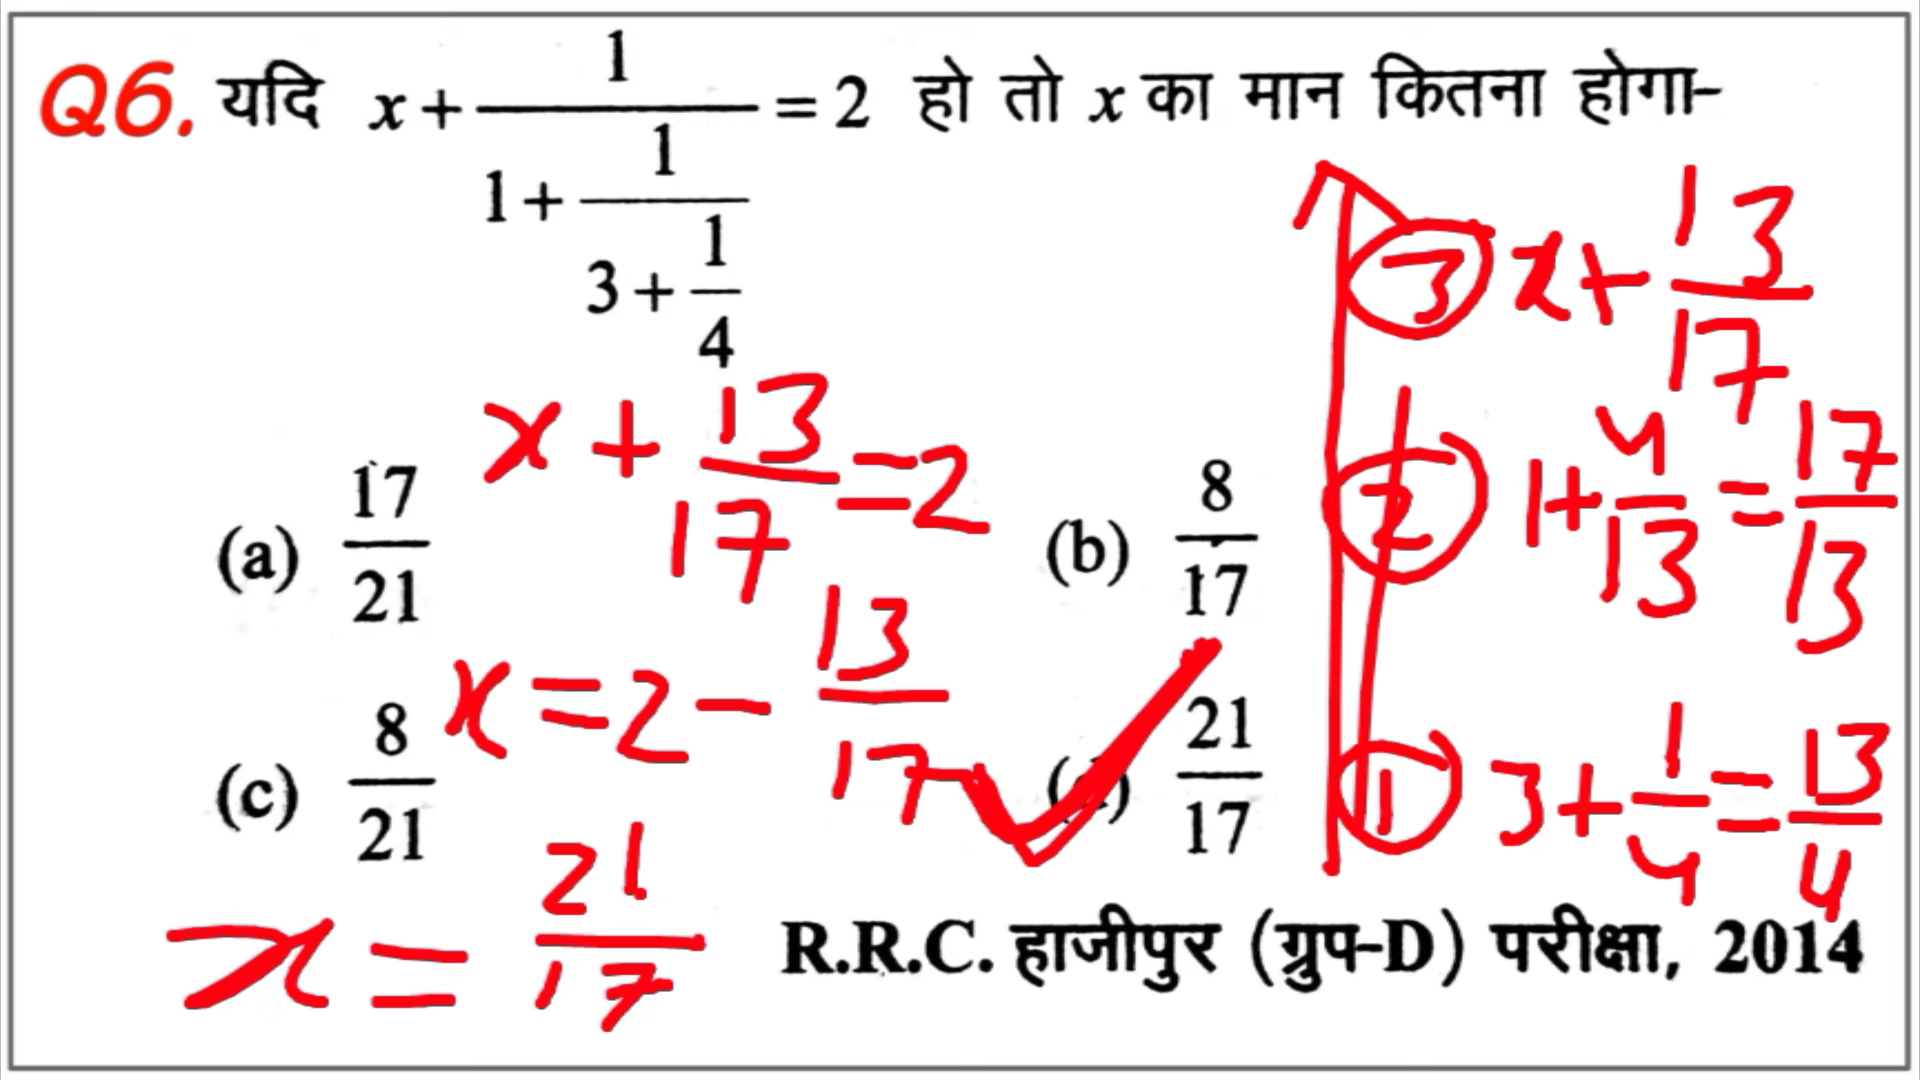 Q6. यदि x + 1/(1 + 1/(3 + 1/4)) = 2 हो तो x का मान कितना होगा-
③ x + 13/17
② 1 + 4/13 = 17/13
① 3 + 1/4 = 13/4
x + 13/17 = 2
(a) 17/21 (b) 8/17
x = 2 - 13/17
(c) 8/21 (d) 21/17
x = 21/17
R.R.C. हाजीपुर (ग्रुप-D) परीक्षा, 2014